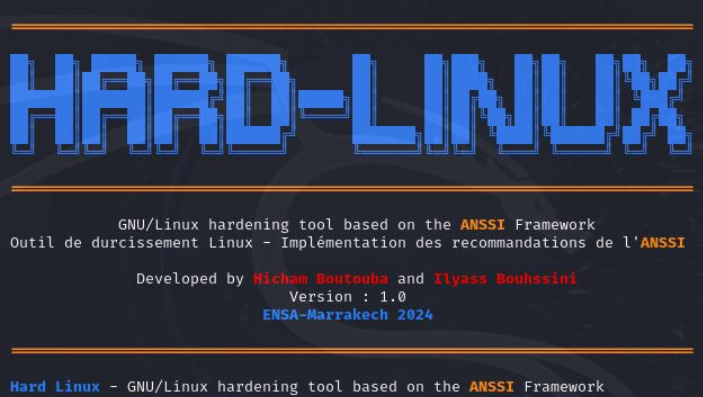 HARD-LINUX
GNU/Linux hardening tool based on the ANSSI Framework
Outil de durcissement Linux - Implémentation des recommandations de l'ANSSI
Developed by Hicham Boutouba and Ilyass Bouhssini
Version : 1.0
ENSA-Marrakech 2024
Hard Linux - GNU/Linux hardening tool based on the ANSSI Framework